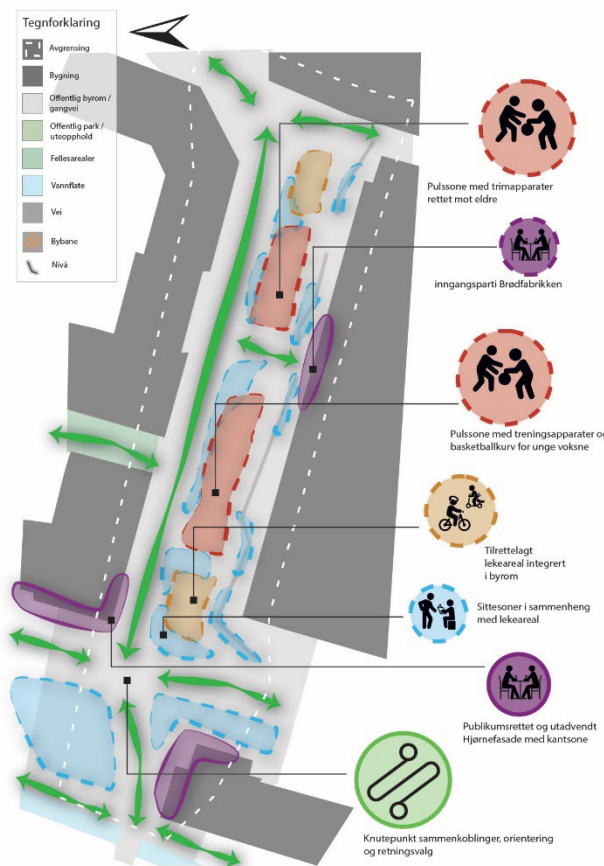 Tegnforklaring
Avgrensing
Bygning
Offentlig byrom /
gangvei
Offentlig park /
uteopphold
Fellesarealer
Vannflate
Vei
Bybane
Nivå
Pulssone med trimapparater
rettet mot eldre
inngangsparti Brødfabrikken
Pulssone med treningsapparater og
basketballkurv for unge voksne
Tilrettelagt
lekeareal integrert
i byrom
Sittesoner i sammenheng
med lekeareal
Publikumsrettet og utadvendt
Hjørnefasade med kantsone
Knutepunkt sammenkoblinger, orientering
og retningsvalg